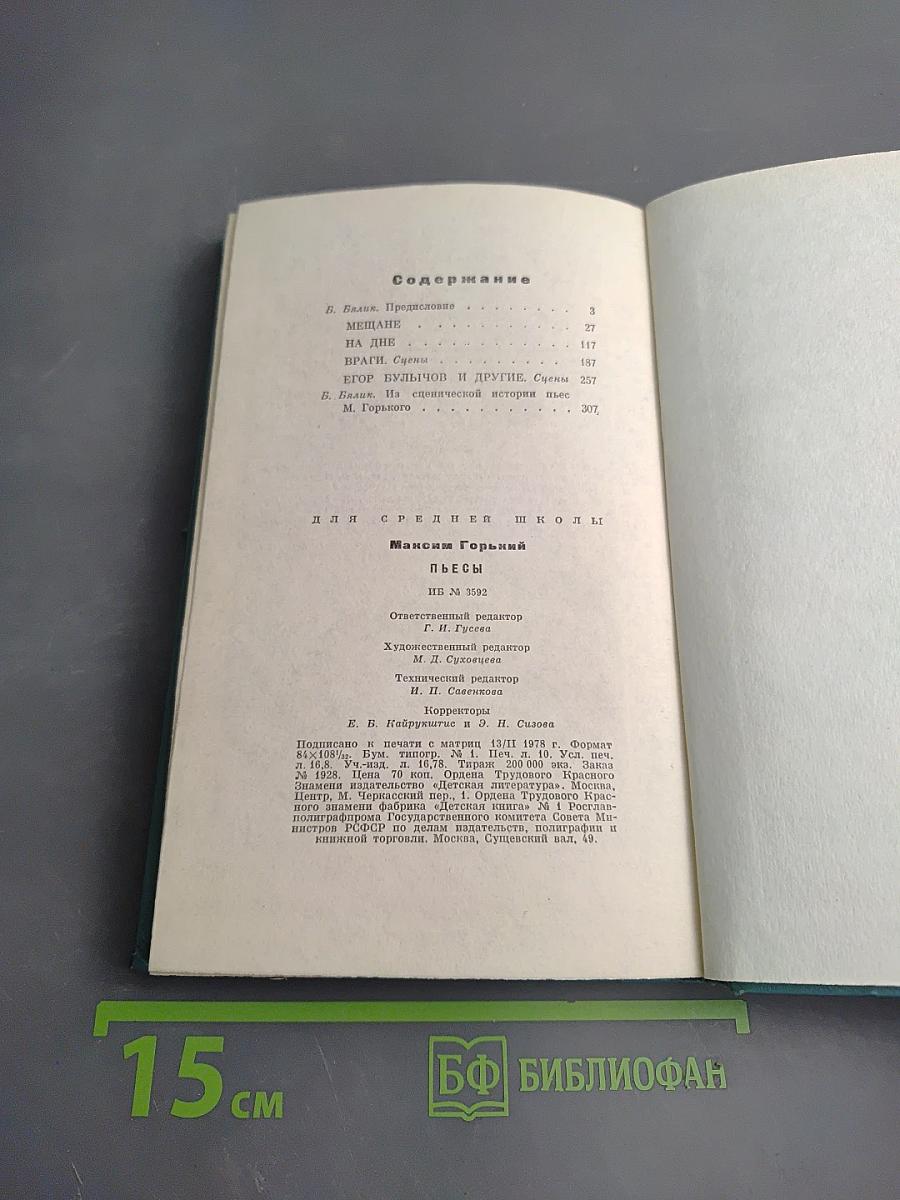 Содержание
Б. Бялик. Предисловие . . . . . . . . 3
МЕЩАНЕ . . . . . . . . . . 27
НА ДНЕ . . . . . . . . . . . 117
ВРАГИ. Сцены . . . . . . . . . 187
ЕГОР БУЛЫЧОВ И ДРУГИЕ. Сцены 257
Б. Бялик. Из сценической истории пьес
М. Горького . . . . . . . . . . . 307
ДЛЯ СРЕДНЕЙ ШКОЛЫ
Максим Горький
ПЬЕСЫ
ИБ № 3592
Ответственный редактор
Г. И. Гусева
Художественный редактор
М. Д. Суховцева
Технический редактор
И. П. Савенкова
Корректоры
Е. Б. Кайрукштис и Э. Н. Сизова
Подписано к печати с матриц 13/II 1978 г. Формат
84×108¹/₃₂. Бум. типогр. № 1. Печ. л. 10. Усл. печ.
л. 16,8. Уч.-изд. л. 16,78. Тираж 200 000 экз. Заказ
№ 1928. Цена 70 коп. Ордена Трудового Красного
Знамени издательство «Детская литература». Москва,
Центр, М. Черкасский пер., 1. Ордена Трудового Крас-
ного знамени фабрика «Детская книга» № 1 Росглав-
полиграфпрома Государственного комитета Совета Ми-
нистров РСФСР по делам издательств, полиграфии и
книжной торговли. Москва, Сущевский вал, 49.
15 см
БФ БИБЛИОФАН